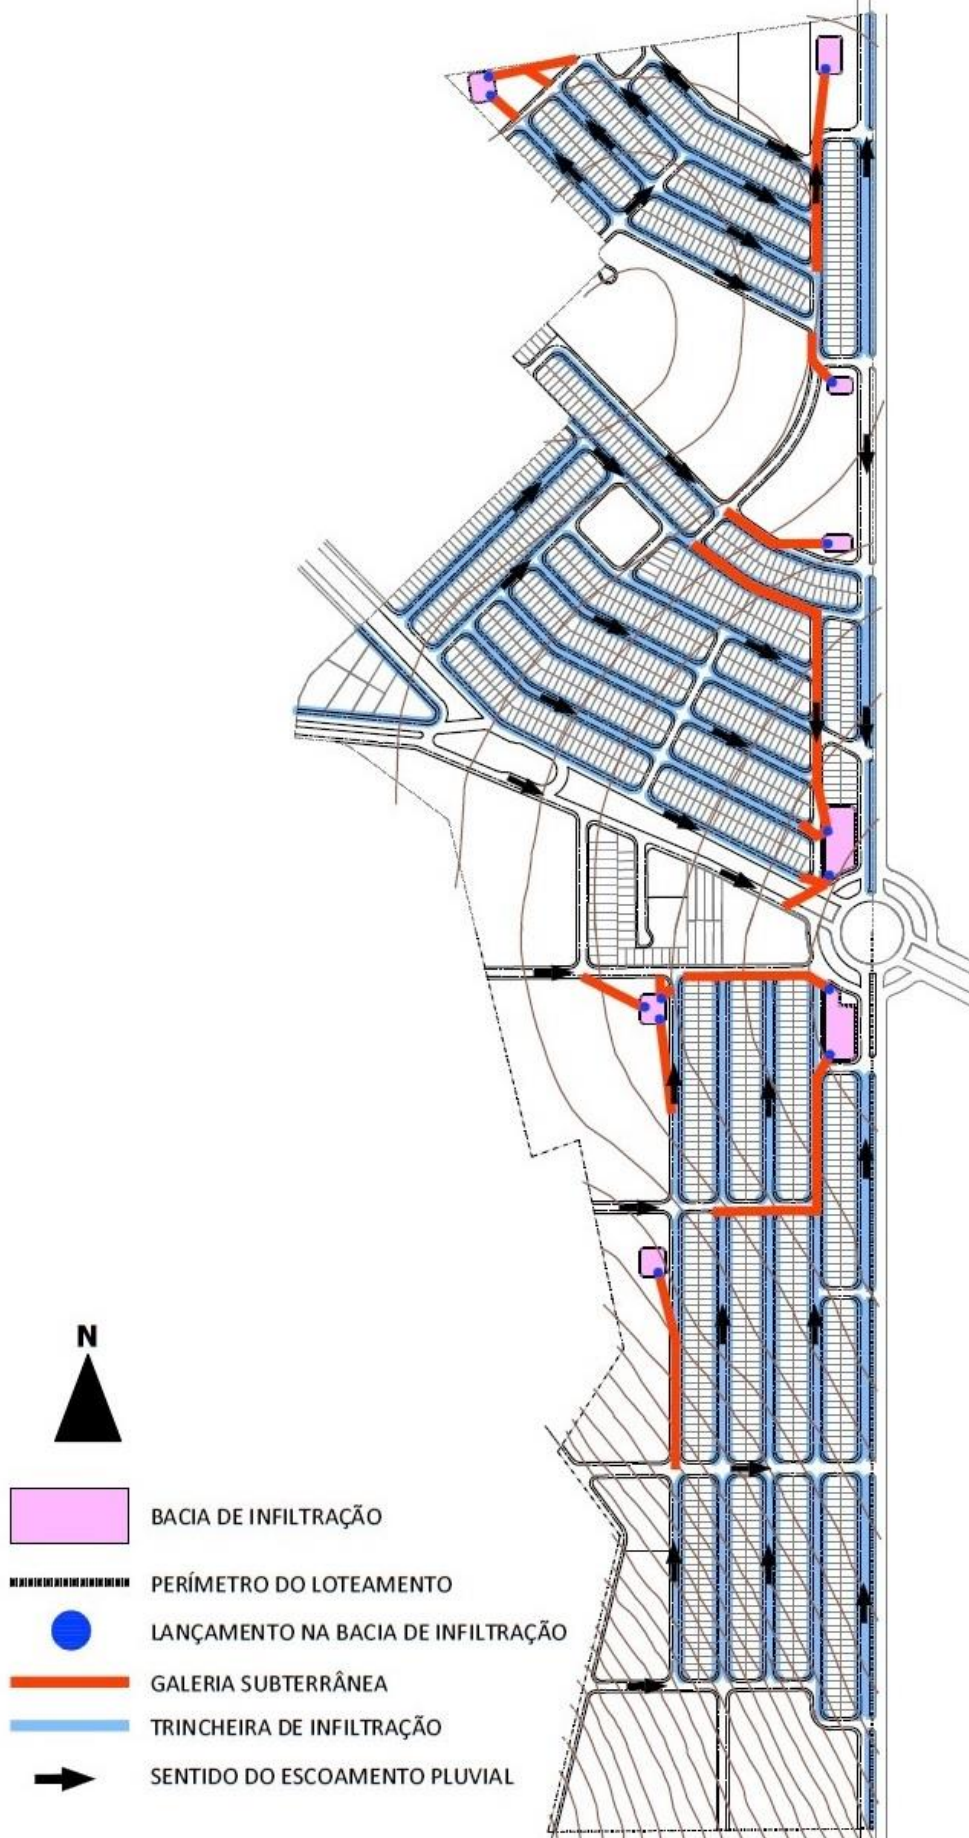 N
BACIA DE INFILTRAÇÃO
PERÍMETRO DO LOTEAMENTO
LANÇAMENTO NA BACIA DE INFILTRAÇÃO
GALERIA SUBTERRÂNEA
TRINCHEIRA DE INFILTRAÇÃO
SENTIDO DO ESCOAMENTO PLUVIAL